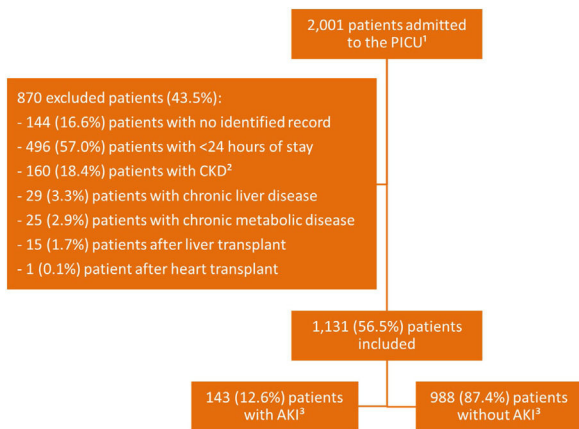 2,001 patients admitted
to the PICU¹
870 excluded patients (43.5%):
- 144 (16.6%) patients with no identified record
- 496 (57.0%) patients with <24 hours of stay
- 160 (18.4%) patients with CKD²
- 29 (3.3%) patients with chronic liver disease
- 25 (2.9%) patients with chronic metabolic disease
- 15 (1.7%) patients after liver transplant
- 1 (0.1%) patient after heart transplant
1,131 (56.5%) patients
included
143 (12.6%) patients
with AKI³
988 (87.4%) patients
without AKI³